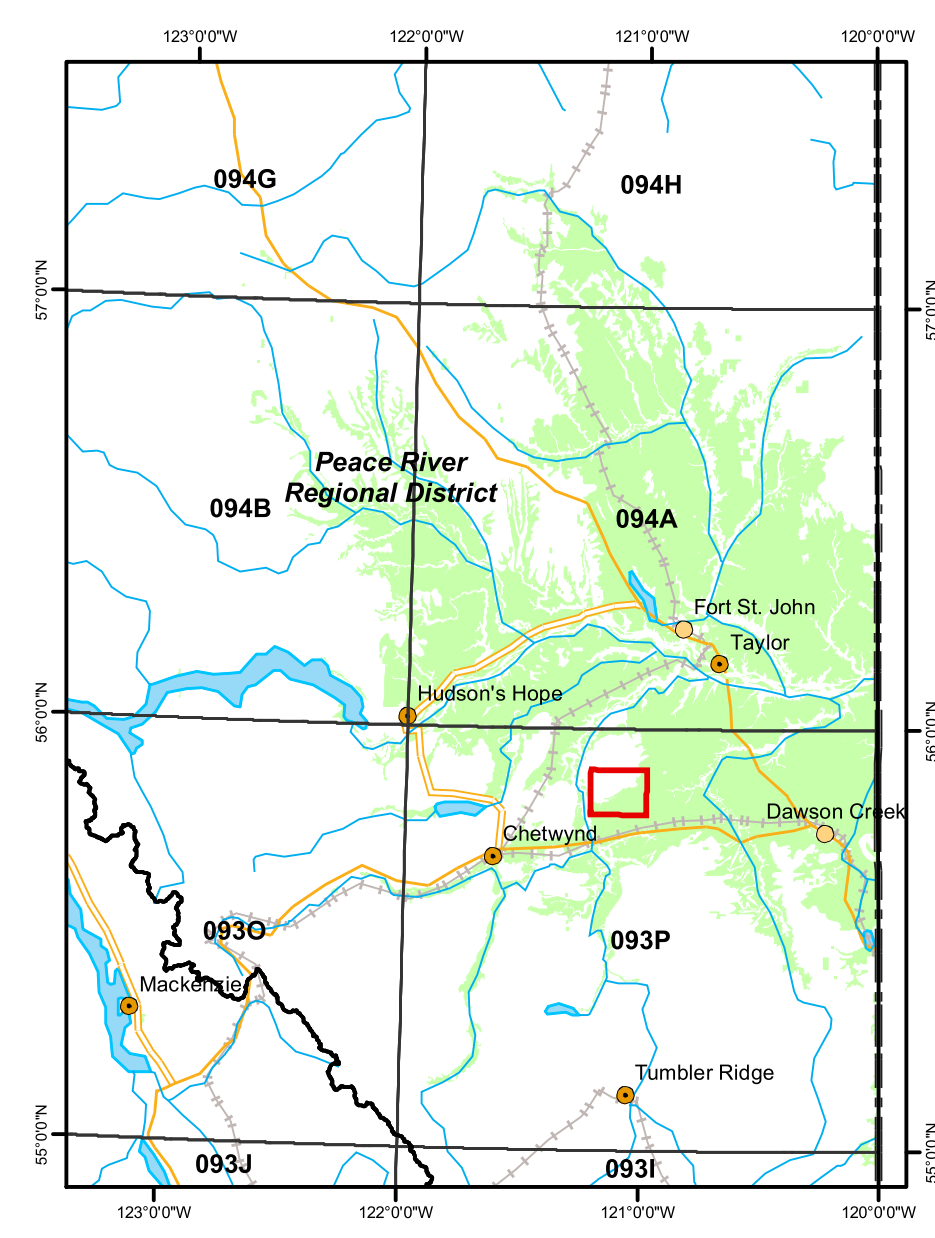 123°0'0"W
122°0'0"W
121°0'0"W
120°0'0"W
094G
094H
57°0'0"N
57°0'0"N
Peace River
Regional District
094B
094A
Fort St. John
Taylor
Hudson's Hope
56°0'0"N
56°0'0"N
Dawson Creek
Chetwynd
093O
093P
Mackenzie
Tumbler Ridge
55°0'0"N
55°0'0"N
093J
093I
123°0'0"W
122°0'0"W
121°0'0"W
120°0'0"W